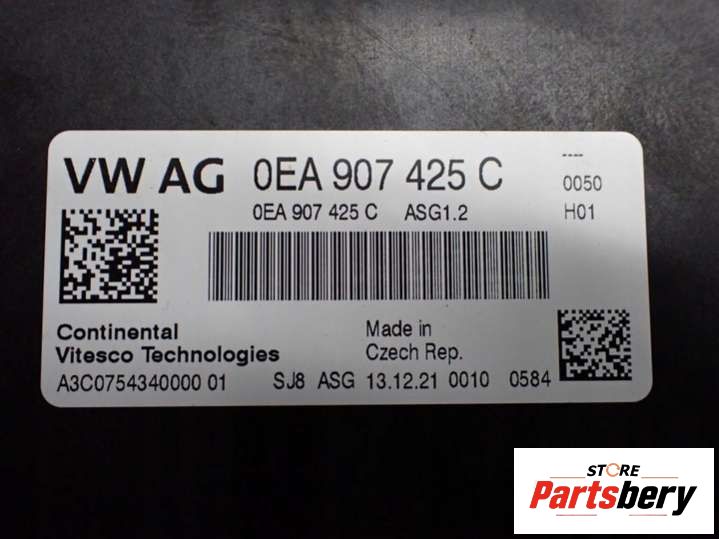 VW AG 0EA 907 425 C ----
0050
0EA 907 425 C ASG1.2 H01
Continental Made in
Vitesco Technologies Czech Rep.
A3C0754340000 01 SJ8 ASG 13.12.21 0010 0584
STORE
Partsbery